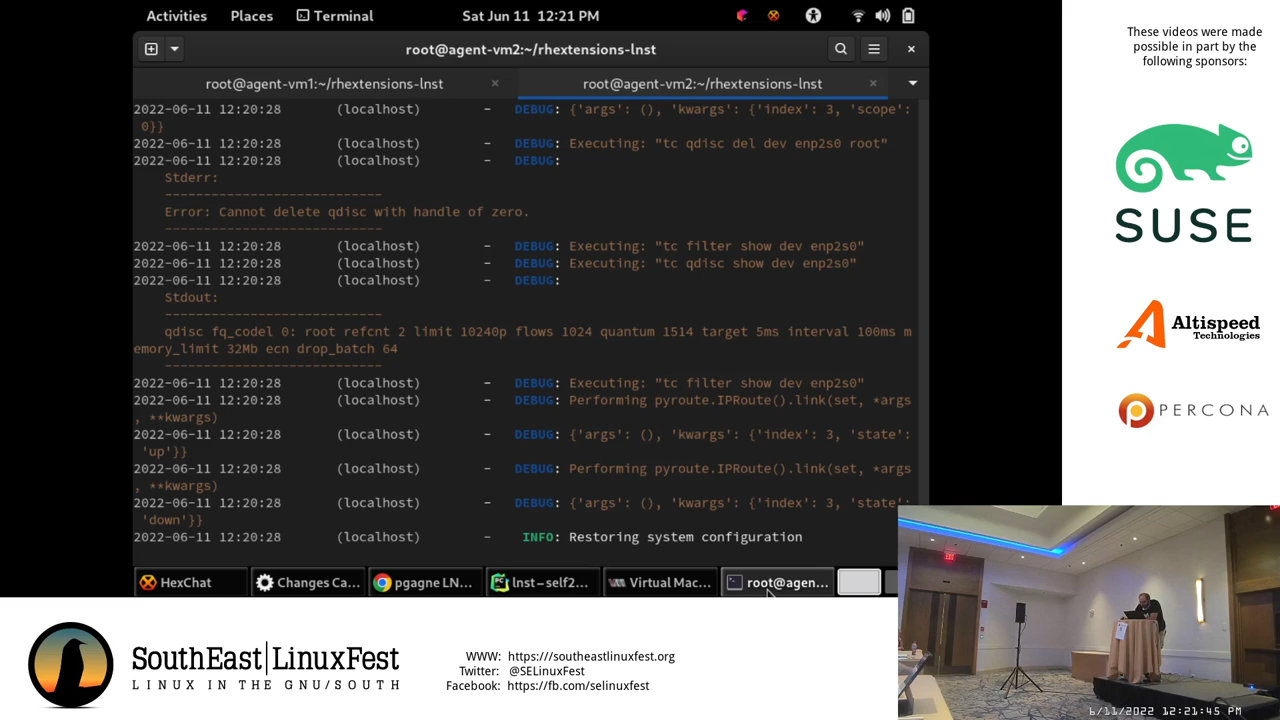 Activities Places Terminal Sat Jun 11 12:21 PM
root@agent-vm2:~/rhextensions-lnst
root@agent-vm1:~/rhextensions-lnst root@agent-vm2:~/rhextensions-lnst
2022-06-11 12:20:28 (localhost) - DEBUG: {'args': (), 'kwargs': {'index': 3, 'scope':
0}}
2022-06-11 12:20:28 (localhost) - DEBUG: Executing: "tc qdisc del dev enp2s0 root"
2022-06-11 12:20:28 (localhost) - DEBUG:
Stderr:
----------------------------
Error: Cannot delete qdisc with handle of zero.
----------------------------
2022-06-11 12:20:28 (localhost) - DEBUG: Executing: "tc filter show dev enp2s0"
2022-06-11 12:20:28 (localhost) - DEBUG: Executing: "tc qdisc show dev enp2s0"
2022-06-11 12:20:28 (localhost) - DEBUG:
Stdout:
----------------------------
qdisc fq_codel 0: root refcnt 2 limit 10240p flows 1024 quantum 1514 target 5ms interval 100ms m
emory_limit 32Mb ecn drop_batch 64
----------------------------
2022-06-11 12:20:28 (localhost) - DEBUG: Executing: "tc filter show dev enp2s0"
2022-06-11 12:20:28 (localhost) - DEBUG: Performing pyroute.IPRoute().link(set, *args
, **kwargs)
2022-06-11 12:20:28 (localhost) - DEBUG: {'args': (), 'kwargs': {'index': 3, 'state':
'up'}}
2022-06-11 12:20:28 (localhost) - DEBUG: Performing pyroute.IPRoute().link(set, *args
, **kwargs)
2022-06-11 12:20:28 (localhost) - DEBUG: {'args': (), 'kwargs': {'index': 3, 'state':
'down'}}
2022-06-11 12:20:28 (localhost) - INFO: Restoring system configuration
HexChat Changes Ca... pgagne LN... lnst – self2... Virtual Mac... root@agen...
These videos were made
possible in part by the
following sponsors:
SUSE
Altispeed
Technologies
PERCONA
SouthEast LinuxFest
LINUX IN THE GNU/SOUTH
WWW: https:///southeastlinuxfest.org
Twitter: @SELinuxFest
Facebook: https://fb.com/selinuxfest
6/11/2022 12:21:45 PM